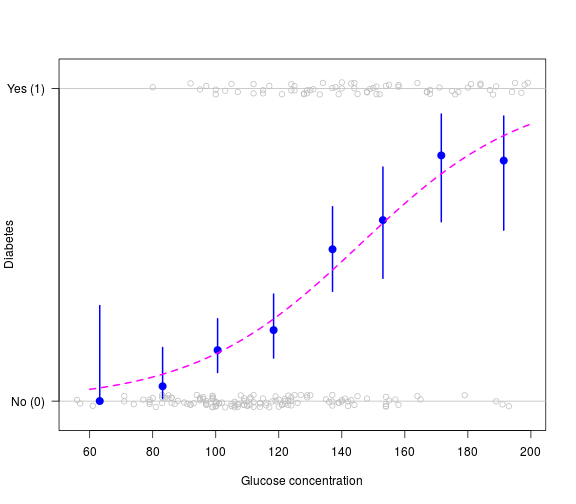 Yes (1)
Diabetes
No (0)
60 80 100 120 140 160 180 200
Glucose concentration